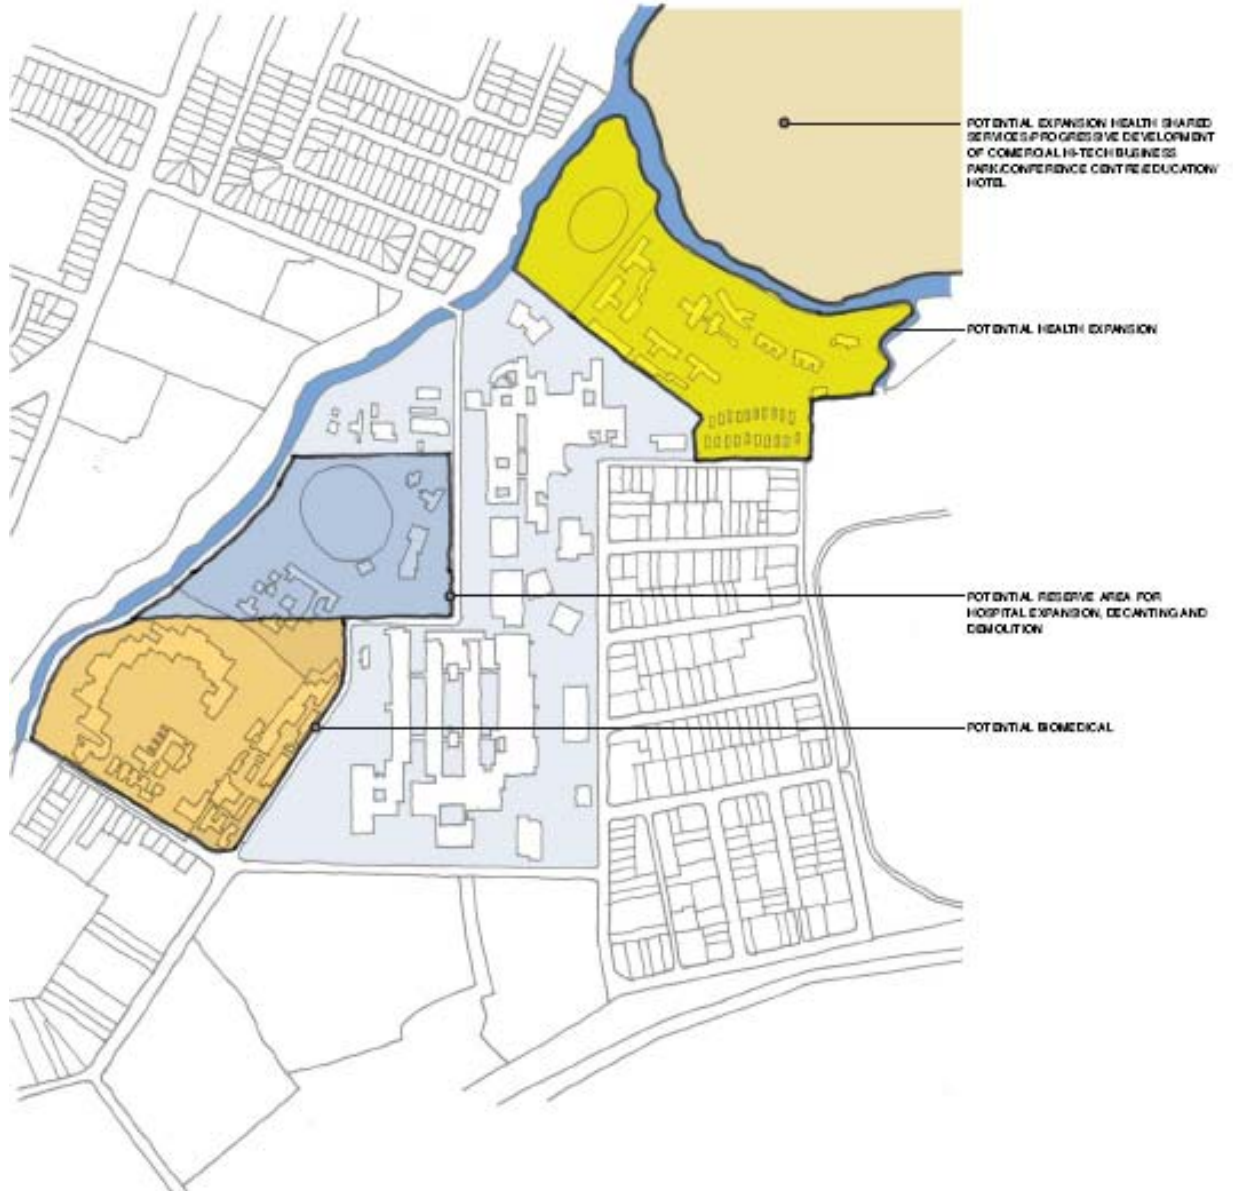 POTENTIAL EXPANSION HEALTH SHARED
SERVICES/PROGRESSIVE DEVELOPMENT
OF COMERCIAL HI-TECH BUSINESS
PARK/CONFERENCE CENTRE/EDUCATION/
HOTEL
POTENTIAL HEALTH EXPANSION
POTENTIAL RESERVE AREA FOR
HOSPITAL EXPANSION, DECANTING AND
DEMOLITION
POTENTIAL BIOMEDICAL